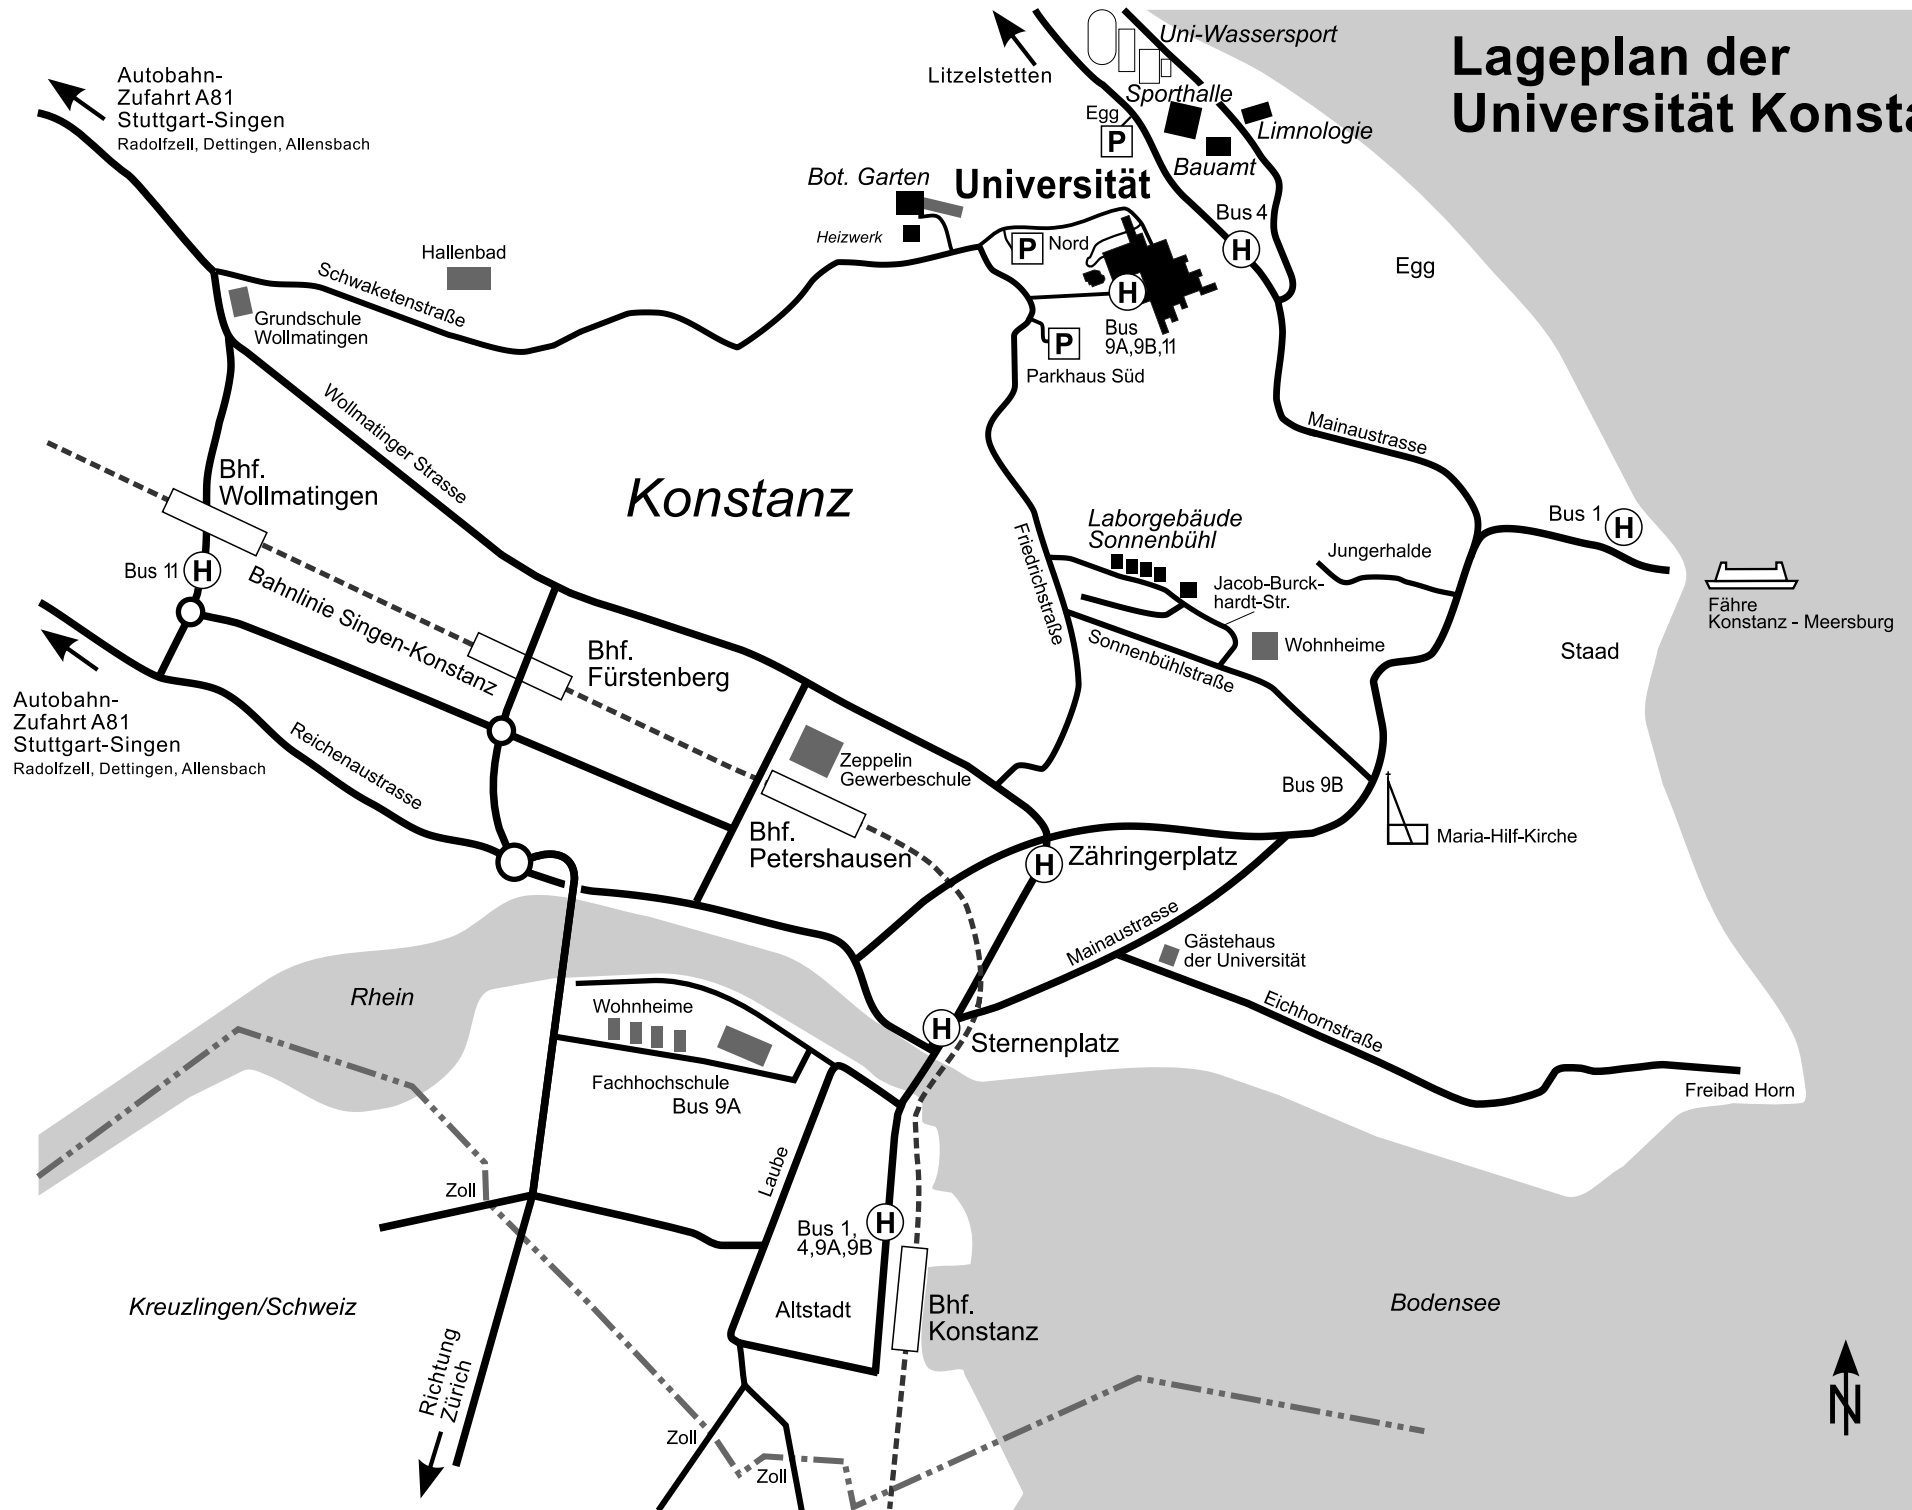 Lageplan der
Universität Konsta
Uni-Wassersport
Litzelstetten
Autobahn-
Zufahrt A81
Stuttgart-Singen
Radolfzell, Dettingen, Allensbach
Sporthalle
Egg
P
Limnologie
Bauamt
Bot. Garten
Universität
Bus 4
H
Heizwerk
P
Nord
Hallenbad
Egg
Schwaketenstraße
H
Grundschule
Wollmatingen
Bus
9A,9B,11
P
Parkhaus Süd
Wollmatinger Strasse
Mainaustrasse
Bhf.
Wollmatingen
Konstanz
Laborgebäude
Sonnenbühl
Bus 1
H
Friedrichstraße
Jungerhalde
Bus 11
H
Bahnlinie Singen-Konstanz
Jacob-Burck-
hardt-Str.
Fähre
Konstanz - Meersburg
Sonnenbühlstraße
Wohnheime
Staad
Bhf.
Fürstenberg
Autobahn-
Zufahrt A81
Stuttgart-Singen
Radolfzell, Dettingen, Allensbach
Reichenaustrasse
Zeppelin
Gewerbeschule
Bus 9B
Bhf.
Petershausen
Maria-Hilf-Kirche
H
Zähringerplatz
Mainaustrasse
Gästehaus
der Universität
Rhein
Wohnheime
Eichhornstraße
H
Sternenplatz
Fachhochschule
Bus 9A
Freibad Horn
Laube
Zoll
Bus 1,
4,9A,9B
H
Kreuzlingen/Schweiz
Altstadt
Bhf.
Konstanz
Bodensee
Richtung
Zürich
N
Zoll
Zoll